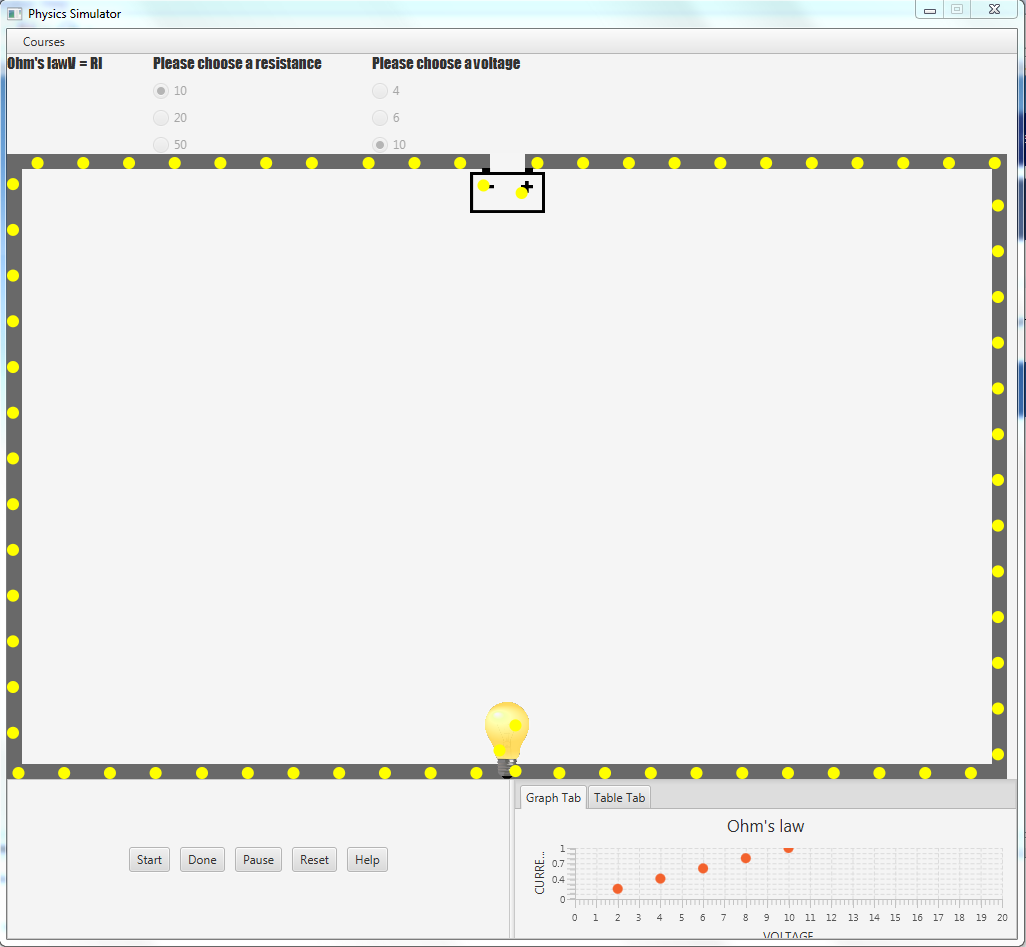 Physics Simulator
Courses
Ohm's lawV = RI
Please choose a resistance
Please choose a voltage
10
4
20
6
50
10
- +
Start
Done
Pause
Reset
Help
Graph Tab
Table Tab
Ohm's law
CURRE...
1
0.7
0.4
0
0 1 2 3 4 5 6 7 8 9 10 11 12 13 14 15 16 17 18 19 20
VOLTAGE